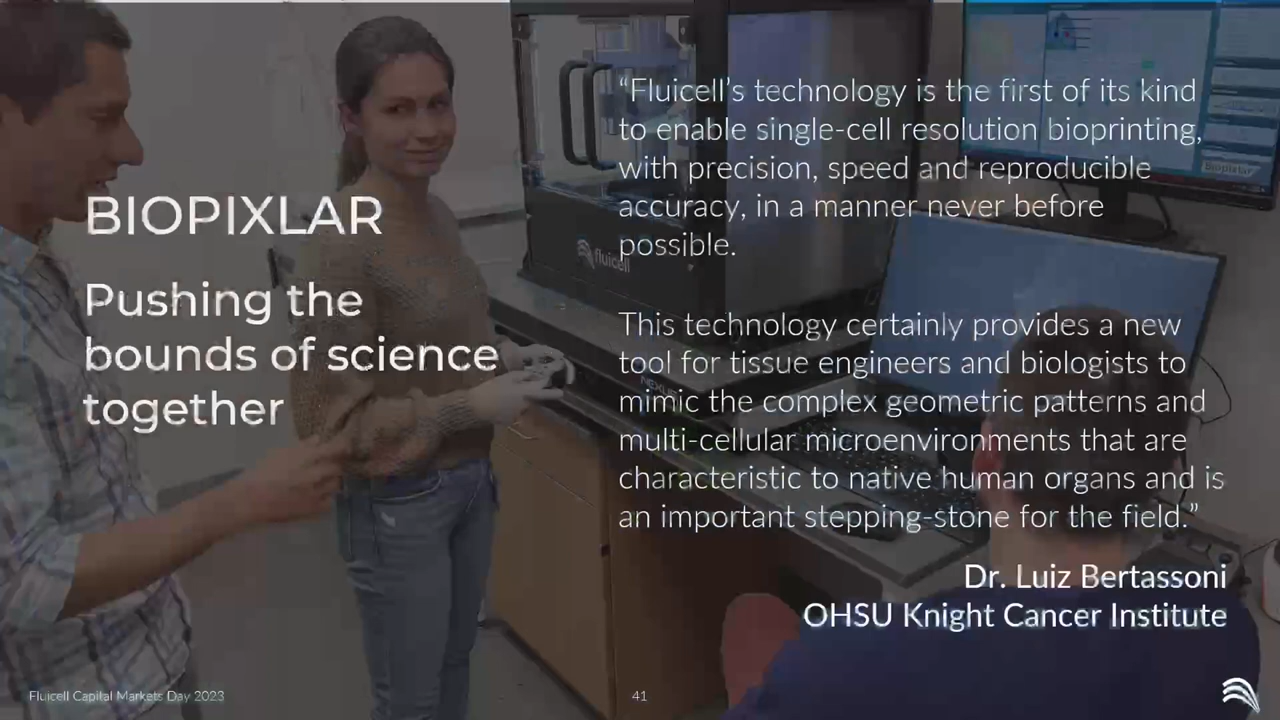 BIOPIXLAR
Pushing the
bounds of science
together
“Fluicell’s technology is the first of its kind
to enable single-cell resolution bioprinting,
with precision, speed and reproducible
accuracy, in a manner never before
possible.
This technology certainly provides a new
tool for tissue engineers and biologists to
mimic the complex geometric patterns and
multi-cellular microenvironments that are
characteristic to native human organs and is
an important stepping-stone for the field.”
Dr. Luiz Bertassoni
OHSU Knight Cancer Institute
fluicell
Biopixlar
Fluicell Capital Markets Day 2023
41